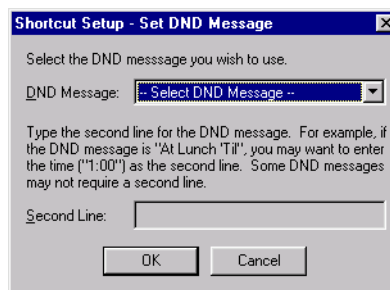 Shortcut Setup - Set DND Message
Select the DND messsage you wish to use.
DND Message:
-- Select DND Message --
Type the second line for the DND message. For example, if
the DND message is "At Lunch 'Til", you may want to enter
the time ("1:00") as the second line. Some DND messages
may not require a second line.
Second Line:
OK
Cancel